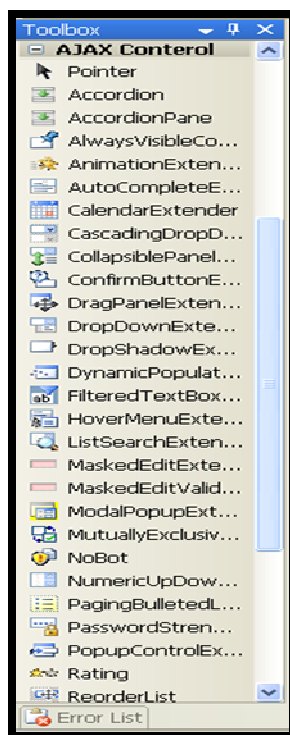 Toolbox
AJAX Conterol
Pointer
Accordion
AccordionPane
AlwaysVisibleCo...
AnimationExten...
AutoCompleteE...
CalendarExtender
CascadingDropD...
CollapsiblePanel...
ConfirmButtonE...
DragPanelExten...
DropDownExte...
DropShadowEx...
DynamicPopulat...
FilteredTextBox...
HoverMenuExte...
ListSearchExten...
MaskedEditExte...
MaskedEditValid...
ModalPopupExt...
MutuallyExclusiv...
NoBot
NumericUpDow...
PagingBulletedL...
PasswordStren...
PopupControlEx...
Rating
ReorderList
Error List